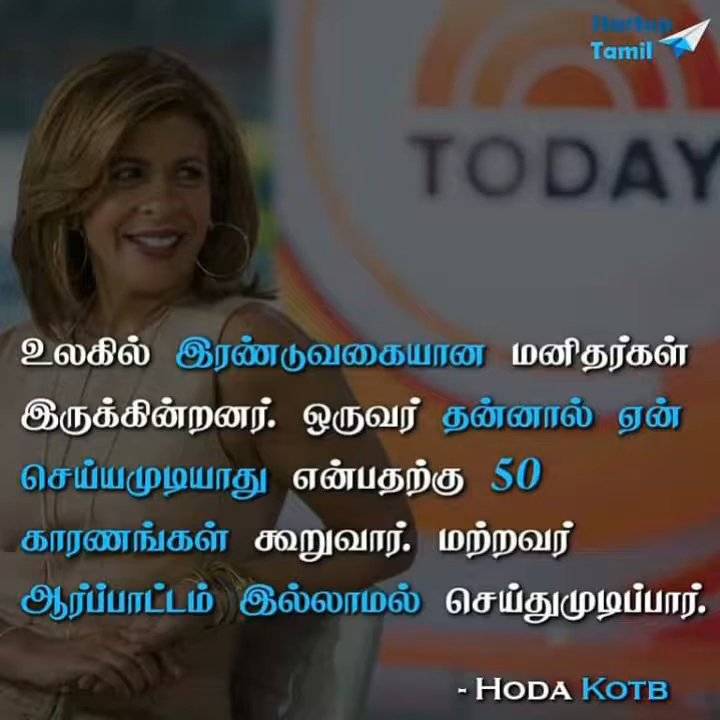 Startup
Tamil
TODAY
உலகில் இரண்டுவகையான மனிதர்கள்
இருக்கின்றனர். ஒருவர் தன்னால் ஏன்
செய்யமுடியாது என்பதற்கு 50
காரணங்கள் கூறுவார். மற்றவர்
ஆர்ப்பாட்டம் இல்லாமல் செய்துமுடிப்பார்.
- HODA KOTB